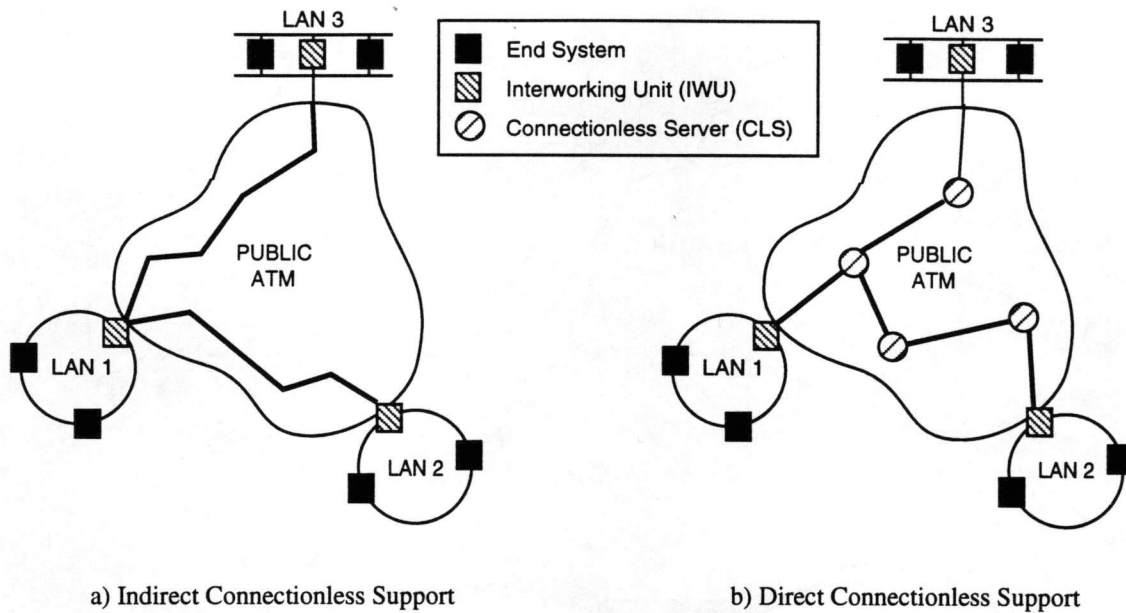 LAN 3
End System
Interworking Unit (IWU)
Connectionless Server (CLS)
LAN 3
PUBLIC
ATM
PUBLIC
ATM
LAN 1
LAN 2
LAN 1
LAN 2
a) Indirect Connectionless Support
b) Direct Connectionless Support